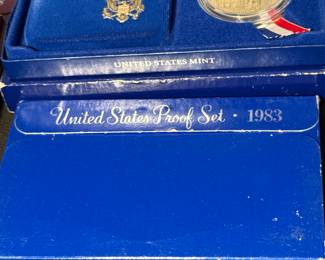 UNITED STATES MINT
United States Proof Set · 1983